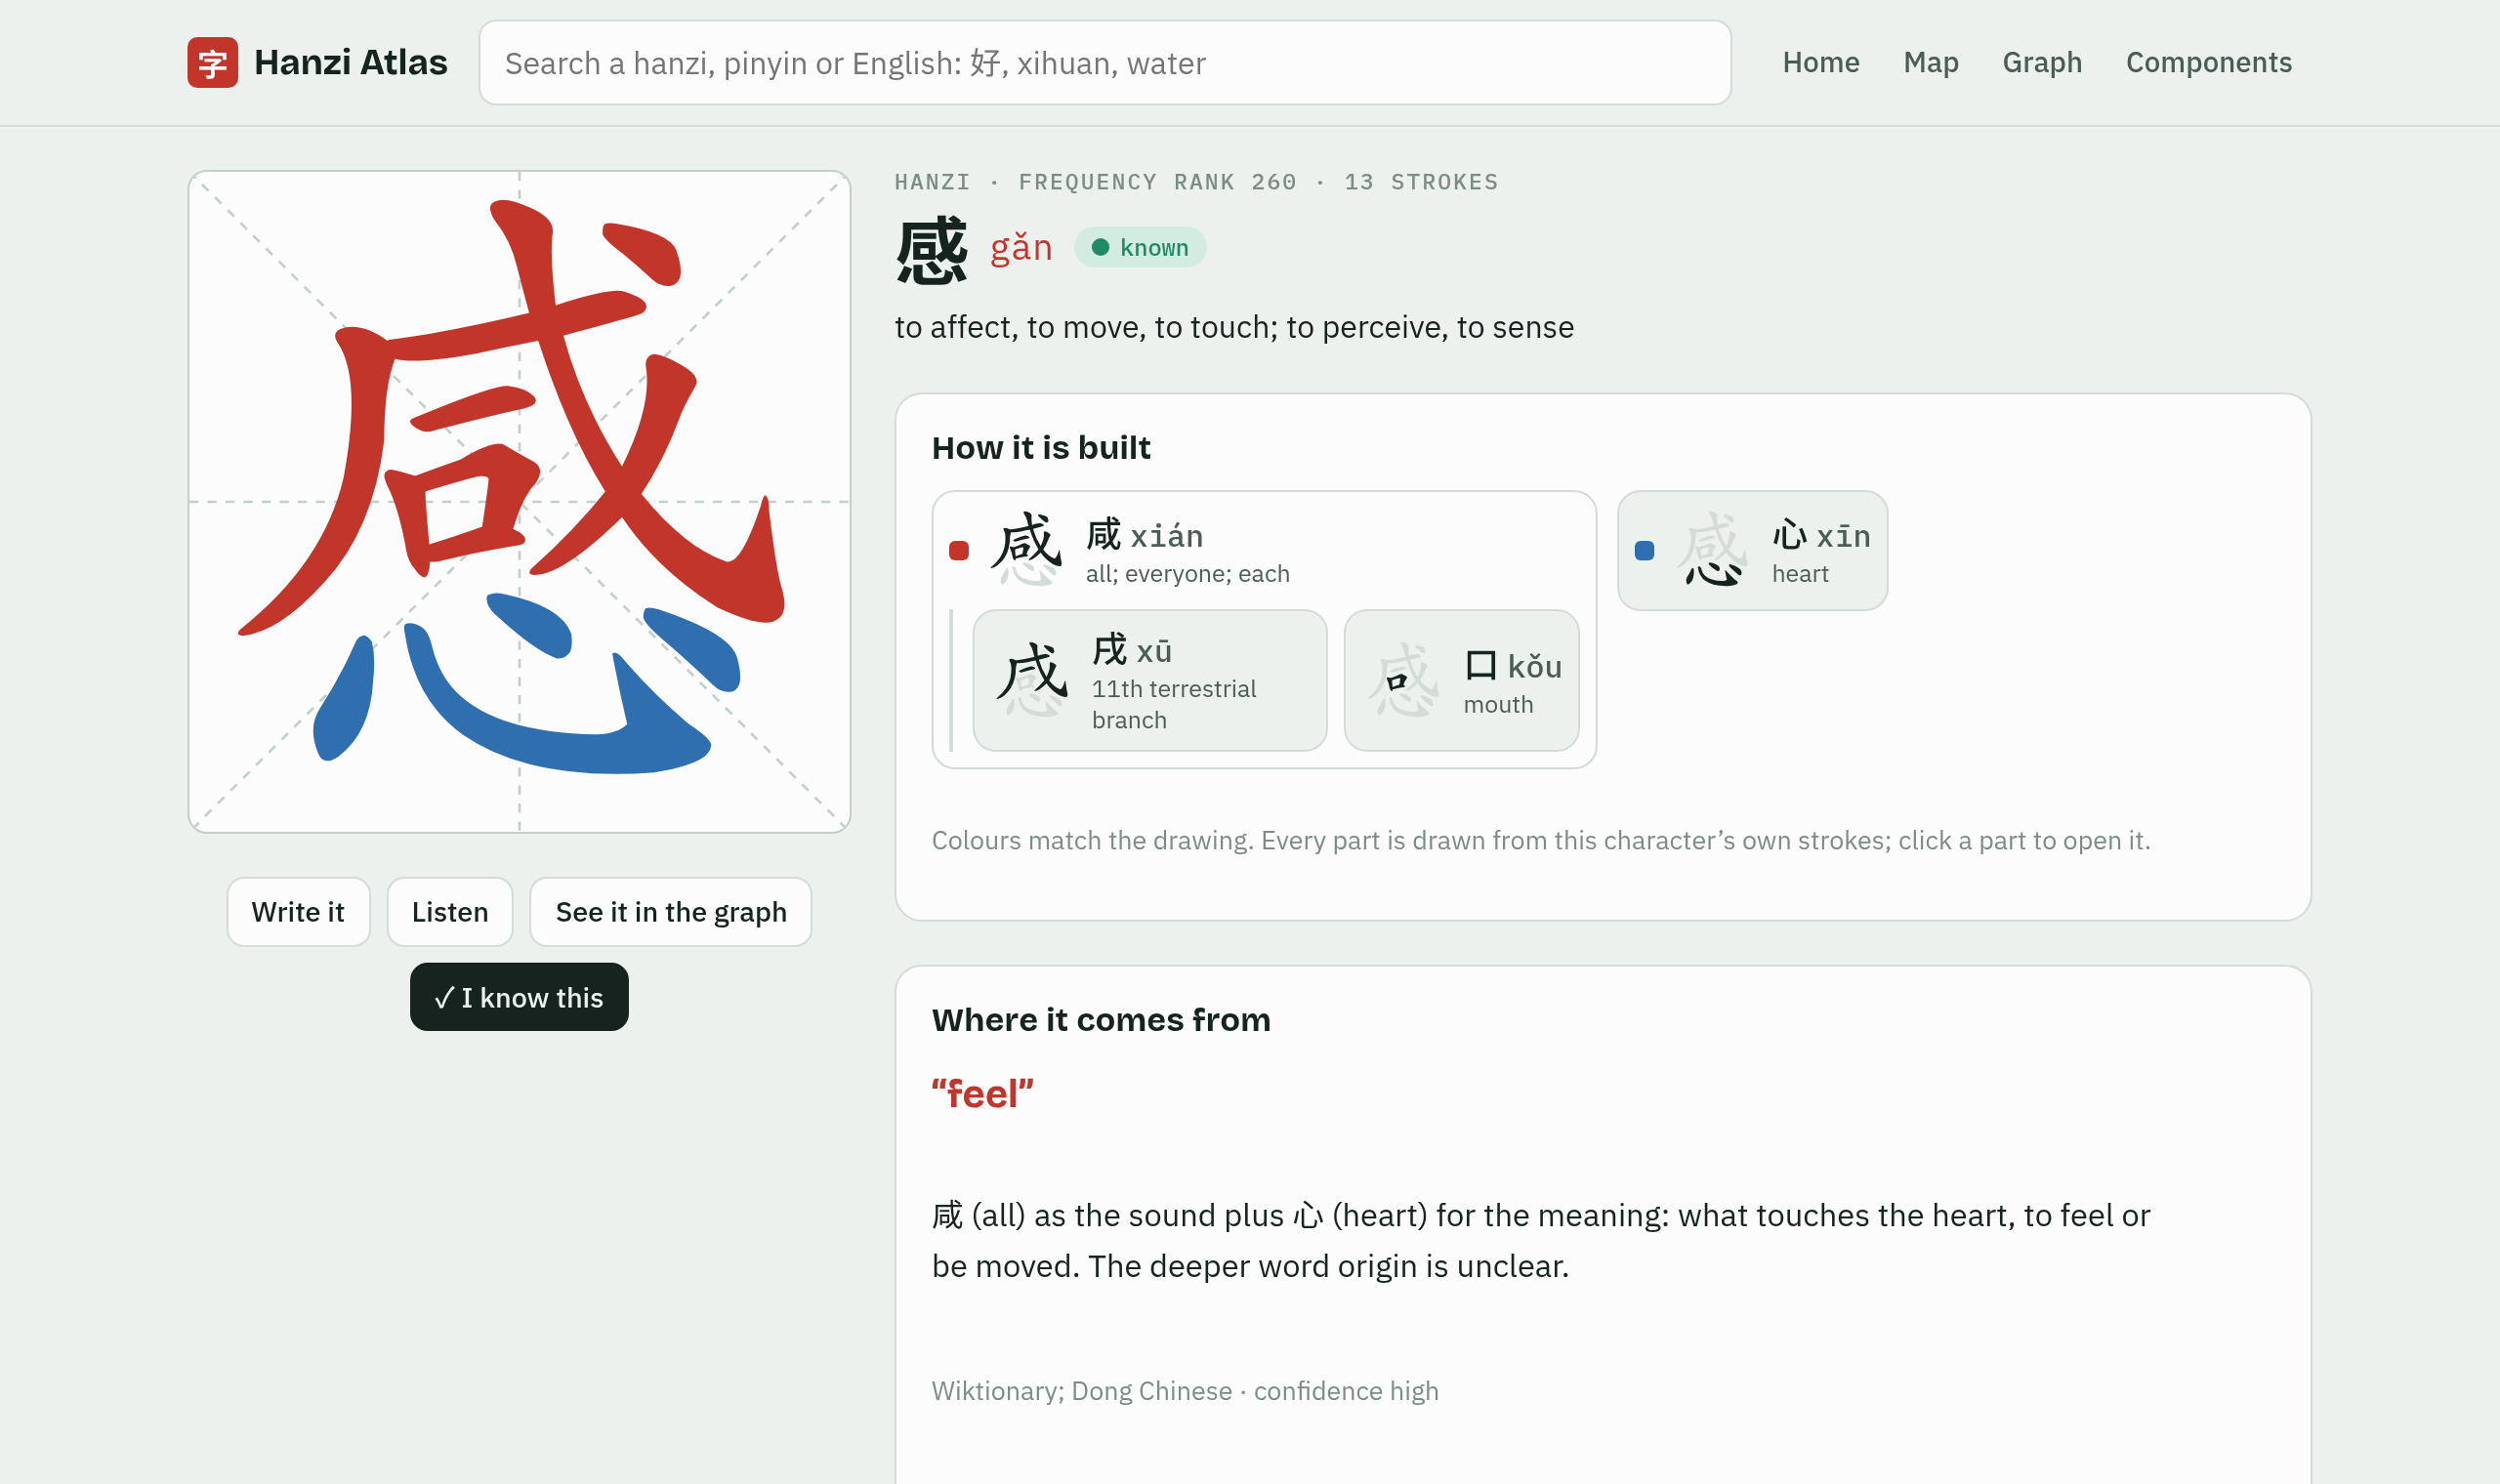 字 Hanzi Atlas
Search a hanzi, pinyin or English: 好, xihuan, water
Home Map Graph Components
感
HANZI · FREQUENCY RANK 260 · 13 STROKES
感 gǎn known
to affect, to move, to touch; to perceive, to sense
How it is built
感 咸 xián
all; everyone; each
感 心 xīn
heart
感 戌 xū
11th terrestrial
branch
感 口 kǒu
mouth
Colours match the drawing. Every part is drawn from this character’s own strokes; click a part to open it.
Write it Listen See it in the graph
✓ I know this
Where it comes from
“feel”
咸 (all) as the sound plus 心 (heart) for the meaning: what touches the heart, to feel or
be moved. The deeper word origin is unclear.
Wiktionary; Dong Chinese · confidence high